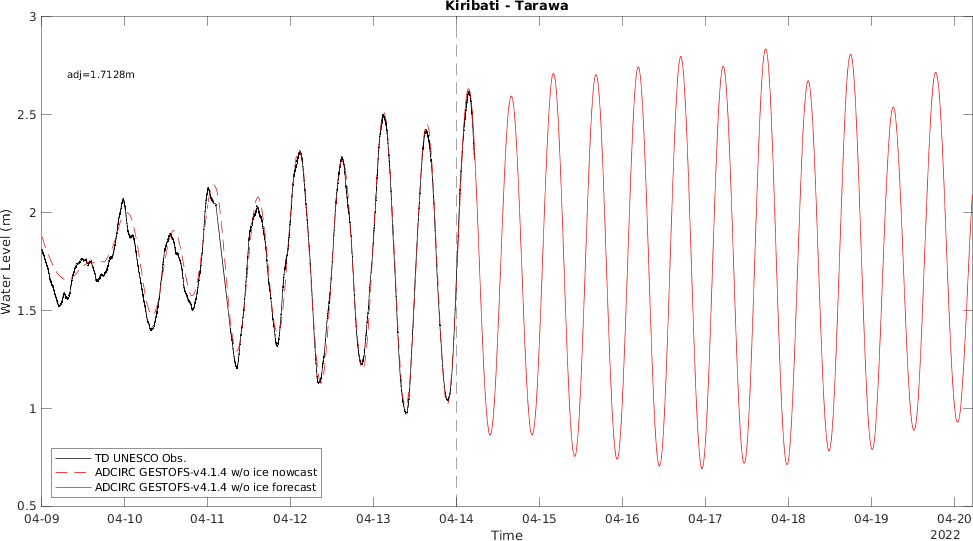 Kiribati - Tarawa
adj=1.7128m
3
2.5
2
1.5
1
0.5
Water Level (m)
TD UNESCO Obs.
ADCIRC GESTOFS-v4.1.4 w/o ice nowcast
ADCIRC GESTOFS-v4.1.4 w/o ice forecast
04-09 04-10 04-11 04-12 04-13 04-14 04-15 04-16 04-17 04-18 04-19 04-20
Time
2022